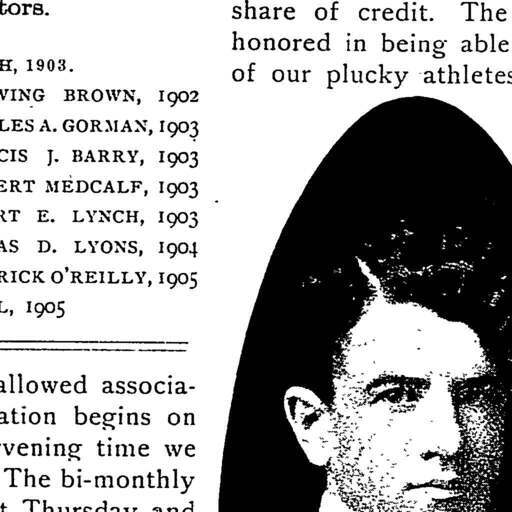 tors.
H, 1903.
WING BROWN, 1902
LES A. GORMAN, 1903
CIS J. BARRY, 1903
ERT MEDCALF, 1903
RT E. LYNCH, 1903
AS D. LYONS, 1904
RICK O'REILLY, 1905
L, 1905
allowed associa-
ation begins on
rvening time we
The bi-monthly
t Thursday and
share of credit. The
honored in being able
of our plucky athletes